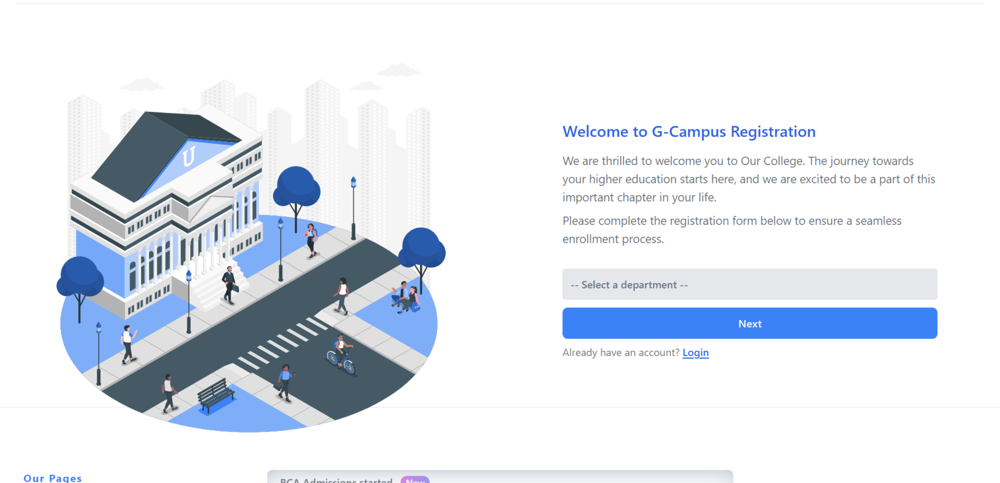 U
Welcome to G-Campus Registration
We are thrilled to welcome you to Our College. The journey towards
your higher education starts here, and we are excited to be a part of this
important chapter in your life.
Please complete the registration form below to ensure a seamless
enrollment process.
-- Select a department --
Next
Already have an account? Login
Our Pages
BCA Admissions started New